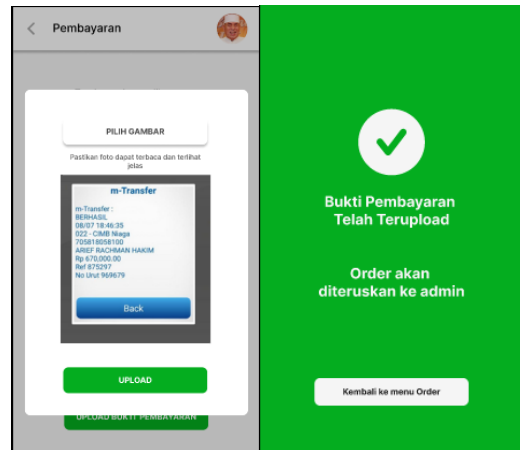 Pembayaran
PILIH GAMBAR
Pastikan foto dapat terbaca dan terlihat
jelas
m-Transfer
m-Transfer :
BERHASIL
08/07 18:46:35
022 - CIMB Niaga
705818058100
ARIEF RACHMAN HAKIM
Rp 670,000.00
Ref 875297
No Urut 969679
Back
UPLOAD
UPLOAD BUKTI PEMBAYARAN
Bukti Pembayaran
Telah Terupload
Order akan
diteruskan ke admin
Kembali ke menu Order